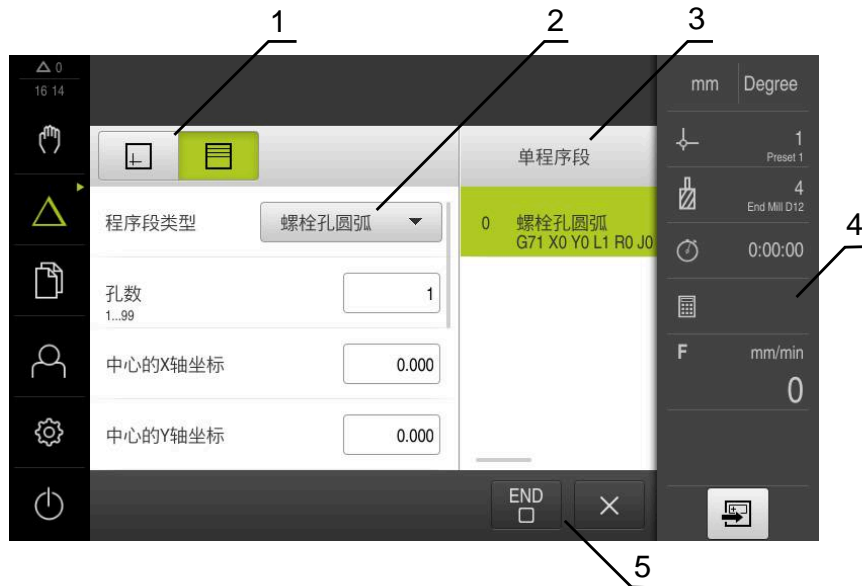 1
2
3
0
16 14
mm Degree
1
Preset 1
单程序段
4
End Mill D12
程序段类型 螺栓孔圆弧
0 螺栓孔圆弧
G71 X0 Y0 L1 R0 J0
4
0:00:00
孔数 1
1...99
中心的X轴坐标 0.000
F mm/min
0
中心的Y轴坐标 0.000
END
5